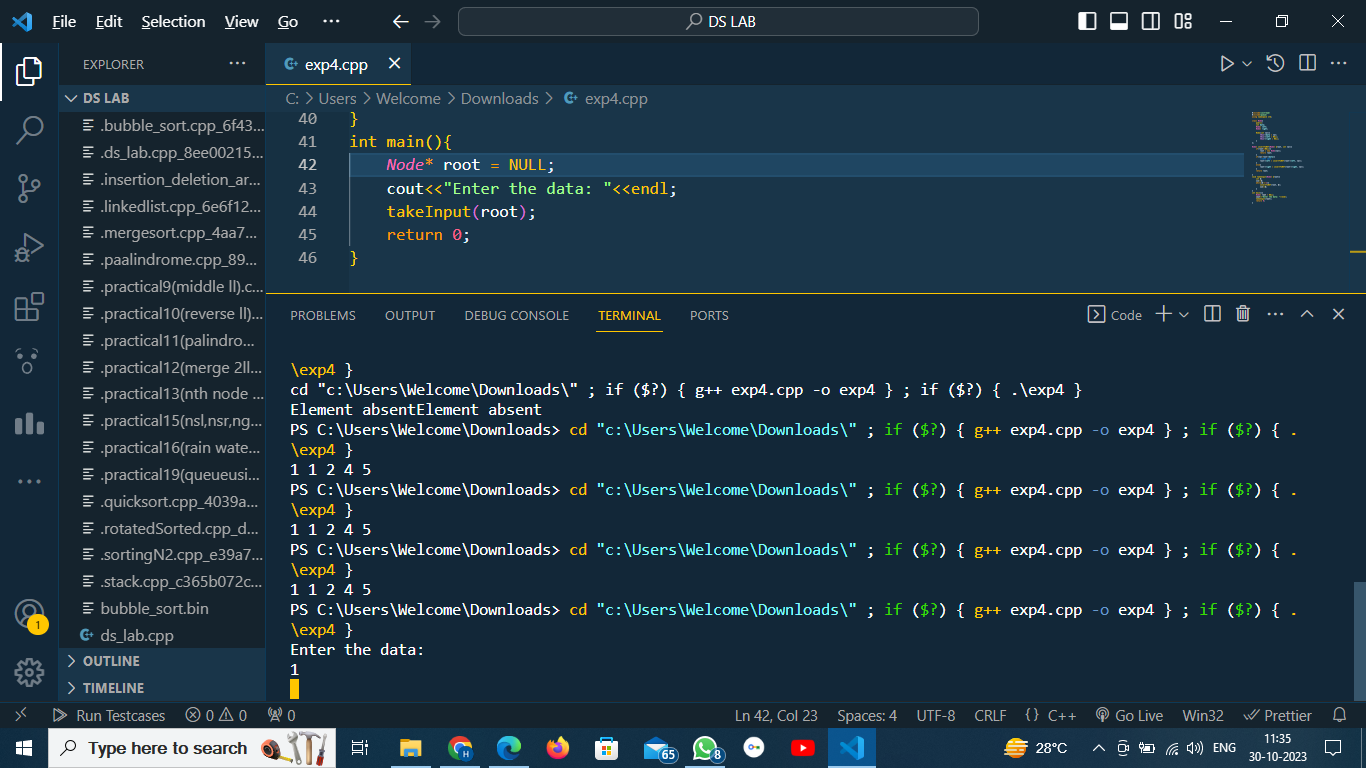 File Edit Selection View Go ··· DS LAB
EXPLORER ···
DS LAB
.bubble_sort.cpp_6f43...
.ds_lab.cpp_8ee00215...
.insertion_deletion_ar...
.linkedlist.cpp_6e6f12...
.mergesort.cpp_4aa7...
.paalindrome.cpp_89...
.practical9(middle ll).c...
.practical10(reverse ll)...
.practical11(palindro...
.practical12(merge 2ll...
.practical13(nth node ...
.practical15(nsl,nsr,ng...
.practical16(rain wate...
.practical19(queueusi...
.quicksort.cpp_4039a...
.rotatedSorted.cpp_d...
.sortingN2.cpp_e39a7...
.stack.cpp_c365b072c...
bubble_sort.bin
ds_lab.cpp
OUTLINE
TIMELINE
1
exp4.cpp
C: > Users > Welcome > Downloads > exp4.cpp
40 }
41 int main(){
42 Node* root = NULL;
43 cout<<"Enter the data: "<<endl;
44 takeInput(root);
45 return 0;
46 }
PROBLEMS OUTPUT DEBUG CONSOLE TERMINAL PORTS Code
\exp4 }
cd "c:\Users\Welcome\Downloads\" ; if ($?) { g++ exp4.cpp -o exp4 } ; if ($?) { .\exp4 }
Element absentElement absent
PS C:\Users\Welcome\Downloads> cd "c:\Users\Welcome\Downloads\" ; if ($?) { g++ exp4.cpp -o exp4 } ; if ($?) { .
\exp4 }
1 1 2 4 5
PS C:\Users\Welcome\Downloads> cd "c:\Users\Welcome\Downloads\" ; if ($?) { g++ exp4.cpp -o exp4 } ; if ($?) { .
\exp4 }
1 1 2 4 5
PS C:\Users\Welcome\Downloads> cd "c:\Users\Welcome\Downloads\" ; if ($?) { g++ exp4.cpp -o exp4 } ; if ($?) { .
\exp4 }
1 1 2 4 5
PS C:\Users\Welcome\Downloads> cd "c:\Users\Welcome\Downloads\" ; if ($?) { g++ exp4.cpp -o exp4 } ; if ($?) { .
\exp4 }
Enter the data:
1
Run Testcases 0 0 0 Ln 42, Col 23 Spaces: 4 UTF-8 CRLF {} C++ Go Live Win32 Prettier
Type here to search 65 8 28°C ENG 11:35
30-10-2023